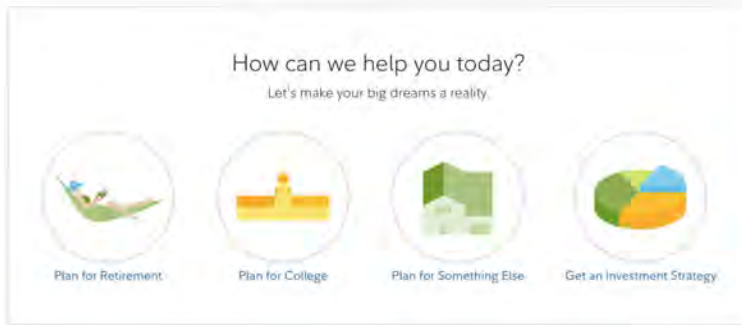 How can we help you today?
Let's make your big dreams a reality.
Plan for Retirement
Plan for College
Plan for Something Else
Get an Investment Strategy